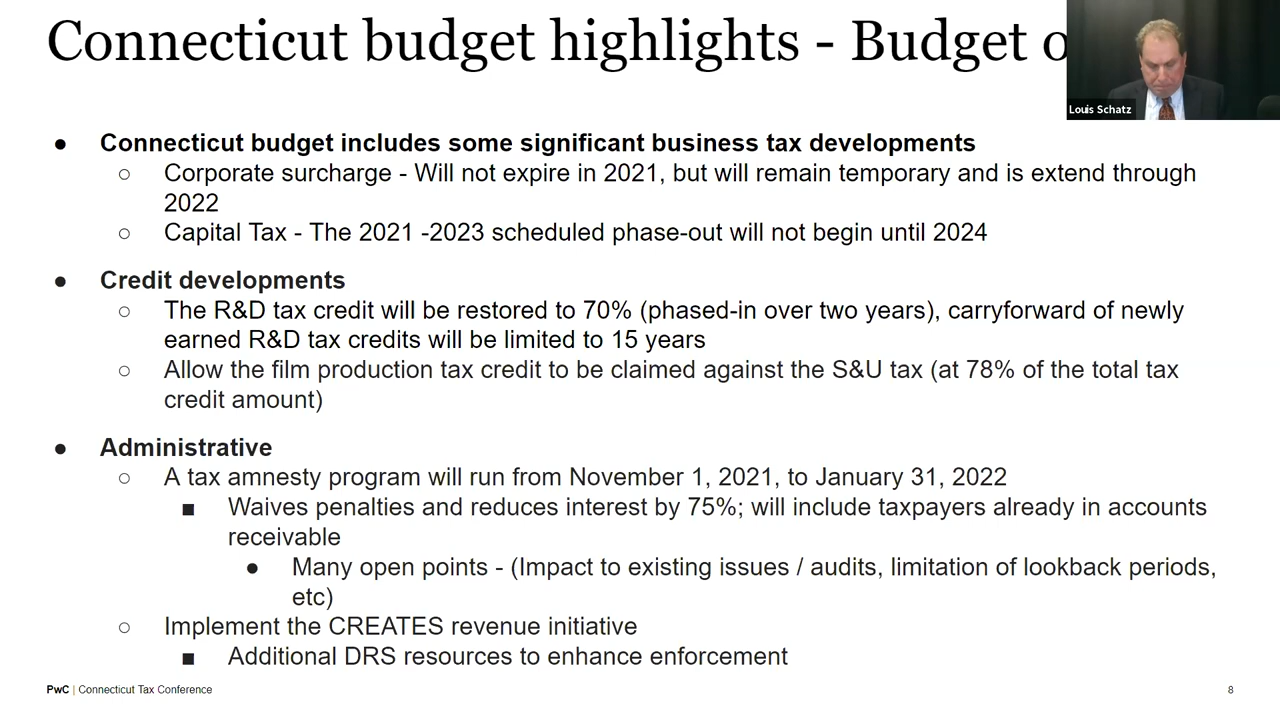 Connecticut budget highlights - Budget o
Louis Schatz
● Connecticut budget includes some significant business tax developments
○ Corporate surcharge - Will not expire in 2021, but will remain temporary and is extend through
2022
○ Capital Tax - The 2021 -2023 scheduled phase-out will not begin until 2024
● Credit developments
○ The R&D tax credit will be restored to 70% (phased-in over two years), carryforward of newly
earned R&D tax credits will be limited to 15 years
○ Allow the film production tax credit to be claimed against the S&U tax (at 78% of the total tax
credit amount)
● Administrative
○ A tax amnesty program will run from November 1, 2021, to January 31, 2022
■ Waives penalties and reduces interest by 75%; will include taxpayers already in accounts
receivable
● Many open points - (Impact to existing issues / audits, limitation of lookback periods,
etc)
○ Implement the CREATES revenue initiative
■ Additional DRS resources to enhance enforcement
PwC | Connecticut Tax Conference
8